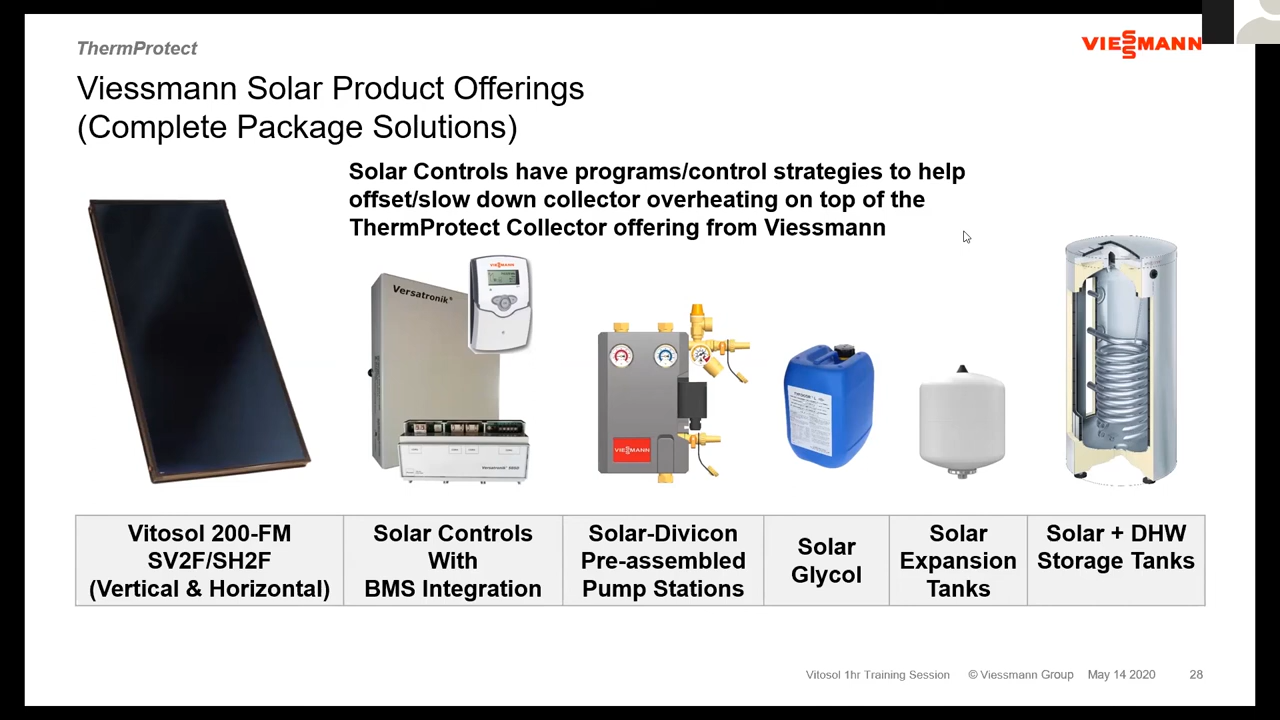 ThermProtect
VIESSMANN
Viessmann Solar Product Offerings
(Complete Package Solutions)
Solar Controls have programs/control strategies to help
offset/slow down collector overheating on top of the
ThermProtect Collector offering from Viessmann
VIESSMANN
Versatronik®
VIESSMANN
Vitosol 200-FM
SV2F/SH2F
(Vertical & Horizontal)
Solar Controls
With
BMS Integration
Solar-Divicon
Pre-assembled
Pump Stations
Solar
Glycol
Solar
Expansion
Tanks
Solar + DHW
Storage Tanks
Vitosol 1hr Training Session © Viessmann Group May 14 2020 28